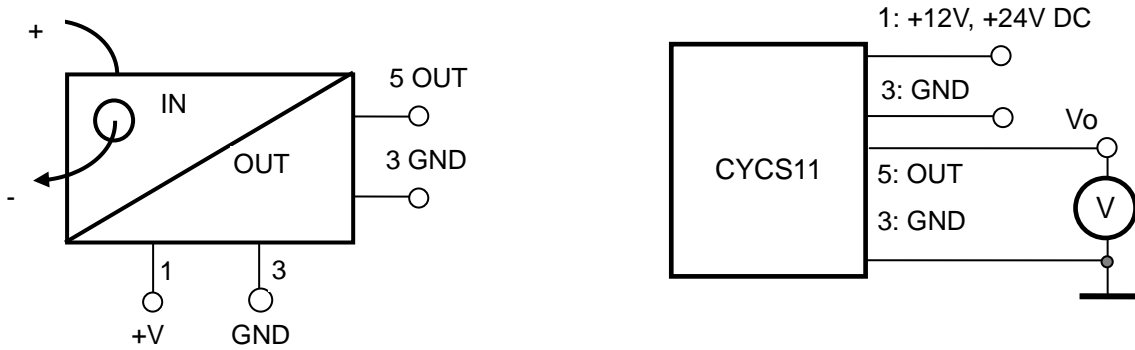 +
IN
OUT
-
5 OUT
3 GND
1
3
+V
GND
1: +12V, +24V DC
3: GND
Vo
CYCS11
5: OUT
3: GND
V